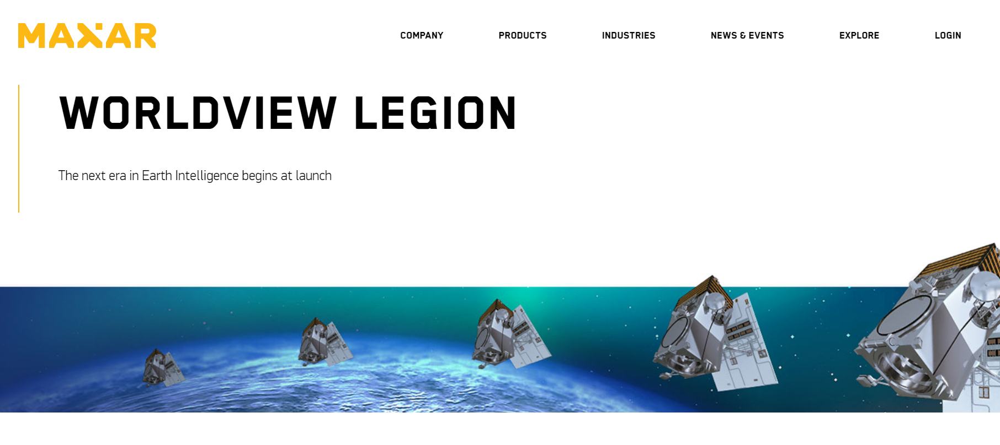 MAXAR
COMPANY PRODUCTS INDUSTRIES NEWS & EVENTS EXPLORE LOGIN
WORLDVIEW LEGION
The next era in Earth Intelligence begins at launch